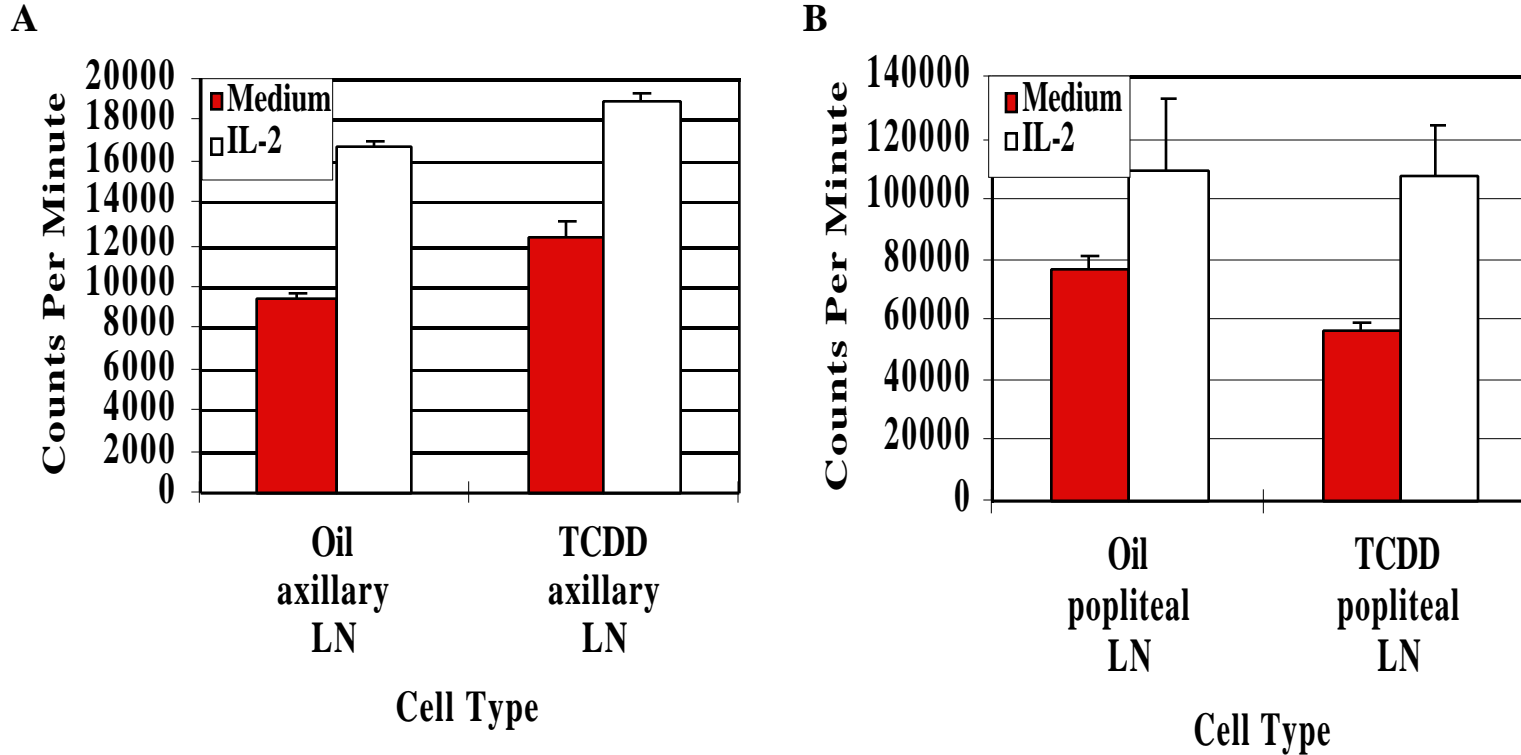 A
Counts Per Minute
20000
18000
16000
14000
12000
10000
8000
6000
4000
2000
0
Medium
IL-2
Oil
axillary
LN
TCDD
axillary
LN
Cell Type
B
Counts Per Minute
140000
120000
100000
80000
60000
40000
20000
0
Medium
IL-2
Oil
popliteal
LN
TCDD
popliteal
LN
Cell Type